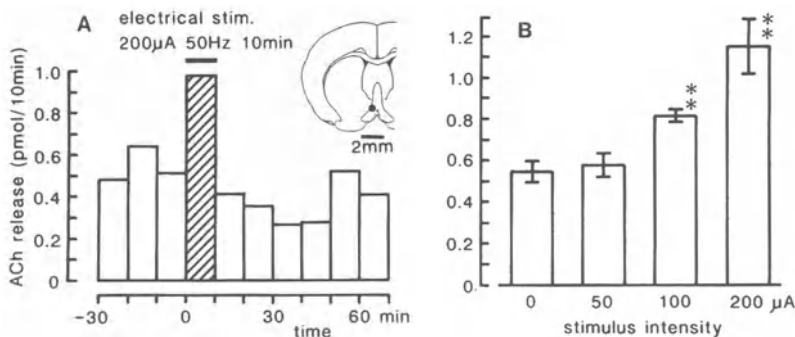 A
electrical stim.
200μA 50Hz 10min
ACh release (pmol/10min)
1.0
0.8
0.6
0.4
0.2
0
2mm
-30 0 30 60 min
time
B
1.2
1.0
0.8
0.6
0.4
0.2
0.
**
**
0 50 100 200 μA
stimulus intensity